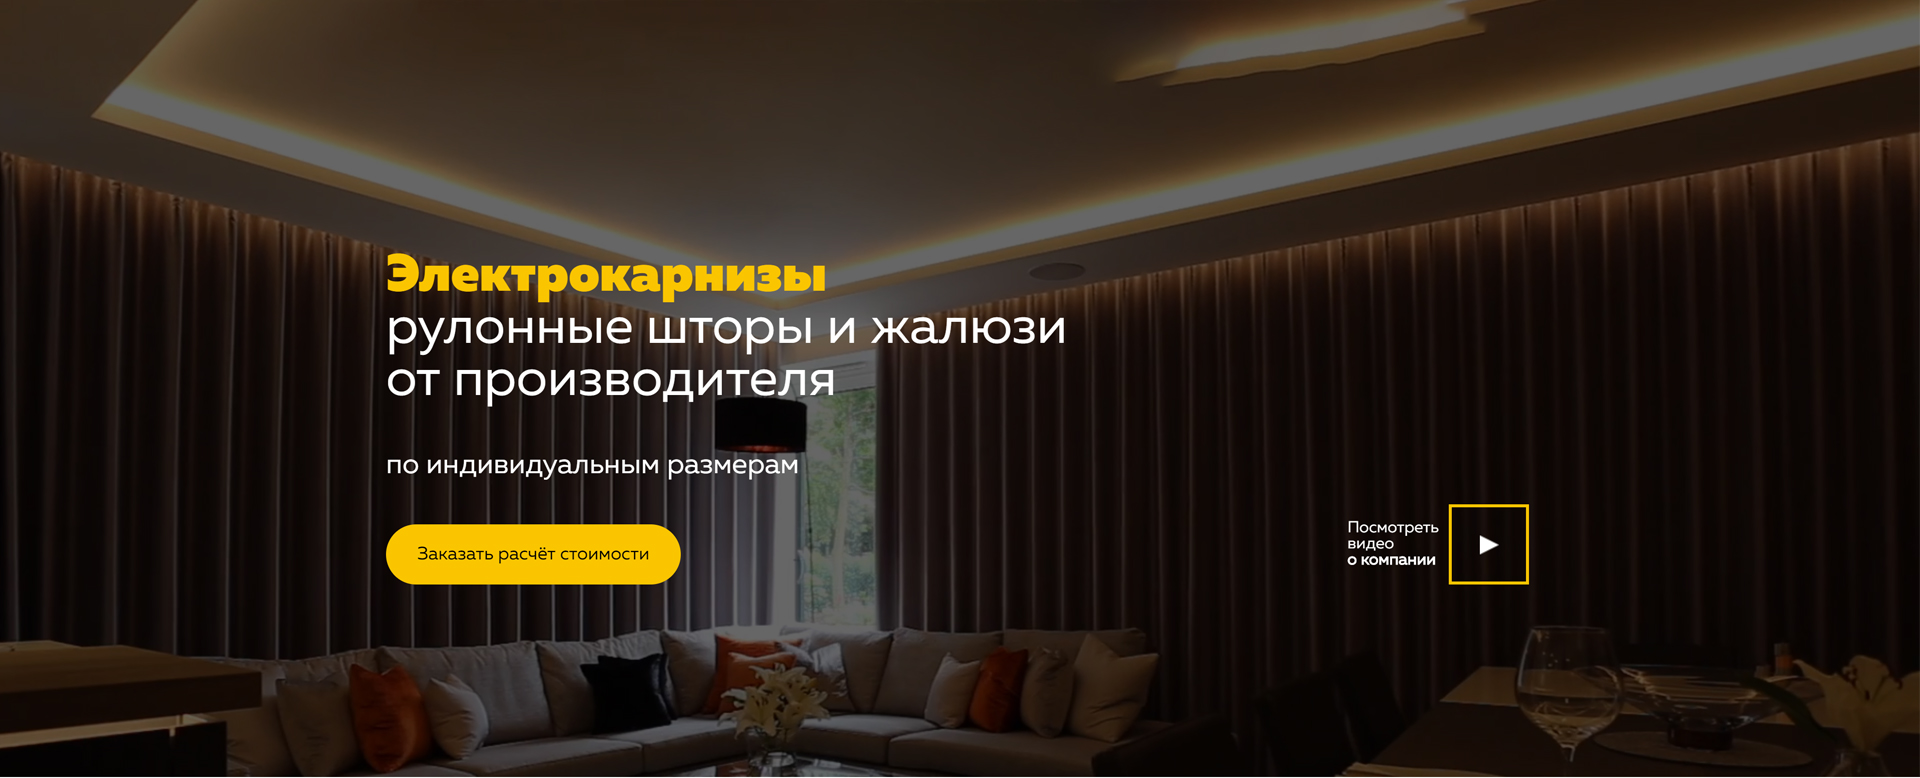 Электрокарнизы
рулонные шторы и жалюзи
от производителя
по индивидуальным размерам
Заказать расчёт стоимости
Посмотреть
видео
о компании